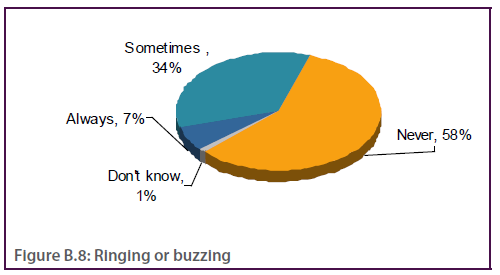 Sometimes ,
34%
Always, 7%
Never, 58%
Don't know,
1%
Figure B.8: Ringing or buzzing